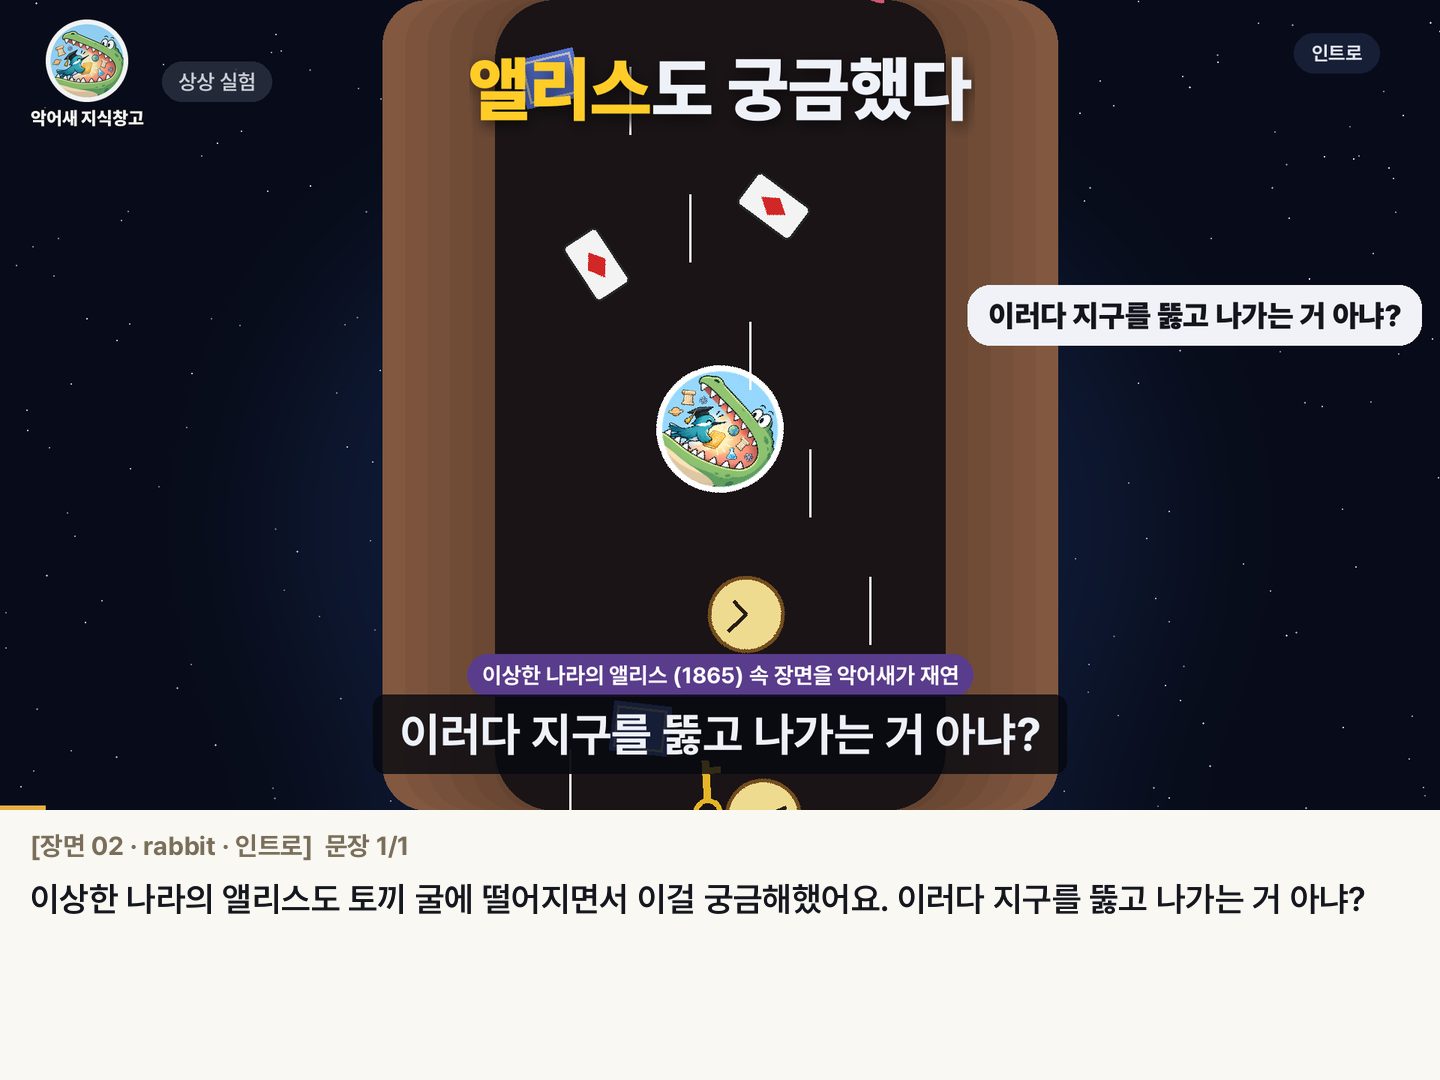 악어새 지식창고
상상 실험
앨리스도 궁금했다
인트로
이러다 지구를 뚫고 나가는 거 아냐?
이상한 나라의 앨리스 (1865) 속 장면을 악어새가 재연
이러다 지구를 뚫고 나가는 거 아냐?
[장면 02 · rabbit · 인트로] 문장 1/1
이상한 나라의 앨리스도 토끼 굴에 떨어지면서 이걸 궁금해했어요. 이러다 지구를 뚫고 나가는 거 아냐?